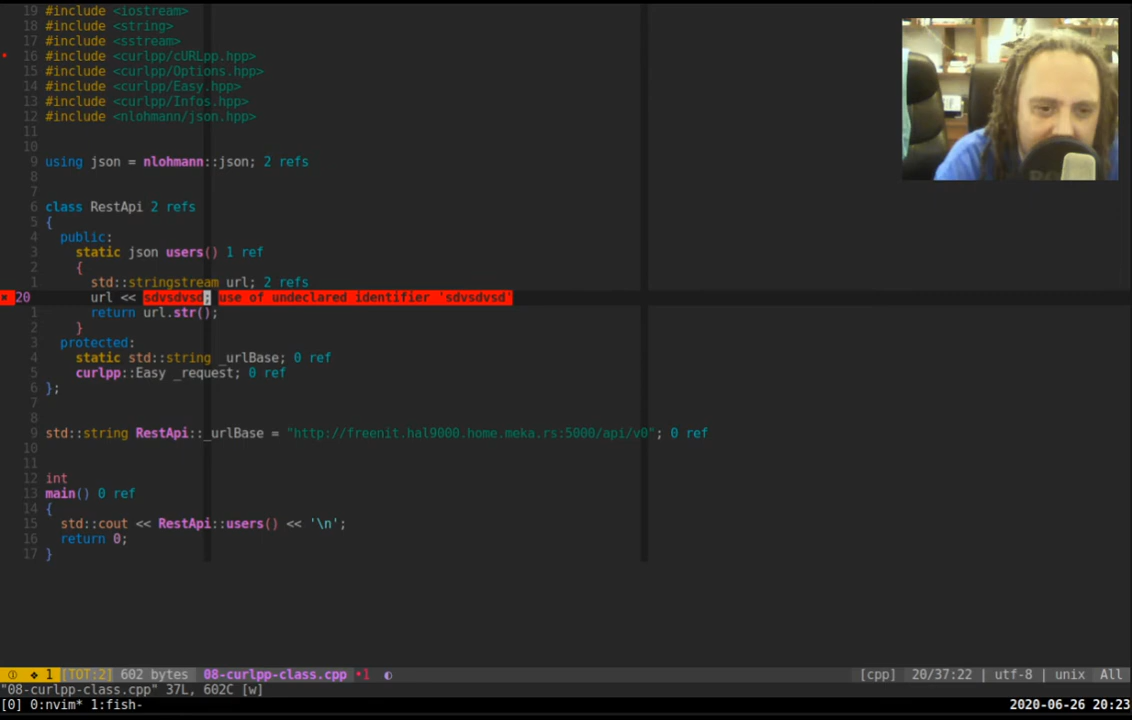 19 #include <iostream>
18 #include <string>
17 #include <sstream>
• 16 #include <curlpp/cURLpp.hpp>
15 #include <curlpp/Options.hpp>
14 #include <curlpp/Easy.hpp>
13 #include <curlpp/Infos.hpp>
12 #include <nlohmann/json.hpp>
11
10
9 using json = nlohmann::json; 2 refs
8
7
6 class RestApi 2 refs
5 {
4 public:
3 static json users() 1 ref
2 {
1 std::stringstream url; 2 refs
✖ 20 url << sdvsdvsd; use of undeclared identifier 'sdvsdvsd'
1 return url.str();
2 }
3 protected:
4 static std::string _urlBase; 0 ref
5 curlpp::Easy _request; 0 ref
6 };
7
8
9 std::string RestApi::_urlBase = "http://freenit.hal9000.home.meka.rs:5000/api/v0"; 0 ref
10
11
12 int
13 main() 0 ref
14 {
15 std::cout << RestApi::users() << '\n';
16 return 0;
17 }
① ❖ 1 [TOT:2] 602 bytes 08-curlpp-class.cpp •1 ◐ [cpp] 20/37:22 | utf-8 | unix All
"08-curlpp-class.cpp" 37L, 602C [w]
[0] 0:nvim* 1:fish- 2020-06-26 20:23